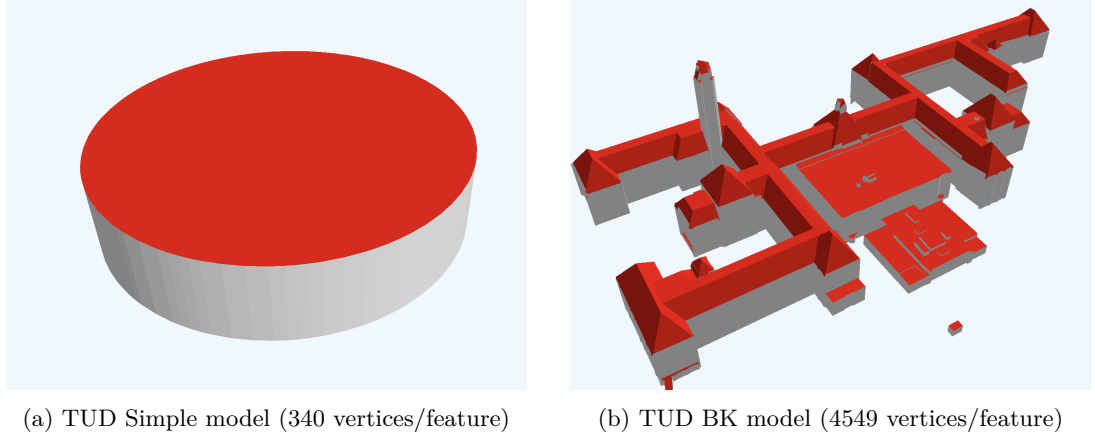 (a) TUD Simple model (340 vertices/feature)
(b) TUD BK model (4549 vertices/feature)